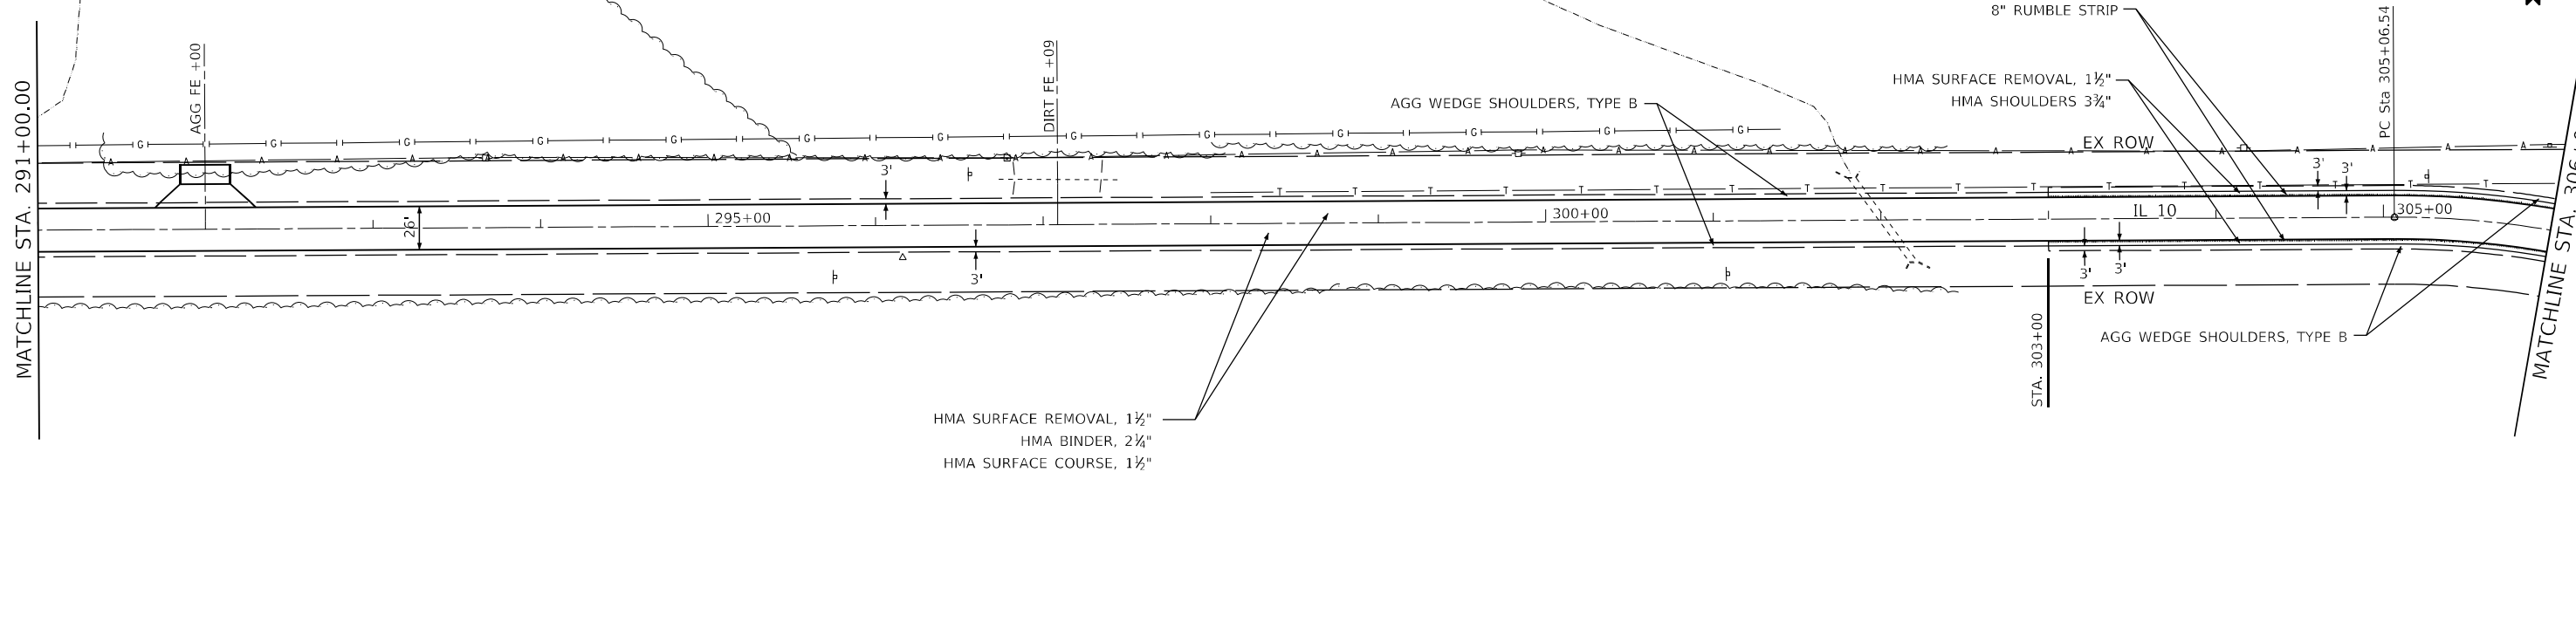 8" RUMBLE STRIP
PC Sta 305+06.54
AGG FE +00
DIRT FE +09
HMA SURFACE REMOVAL, 1½"
HMA SHOULDERS 3¾"
AGG WEDGE SHOULDERS, TYPE B
MATCHLINE STA. 291+00.00
G G G G G G G G G G G G G
EX ROW
A A A A A A A A A A A A A A A A A A A A A A A A A A A A A A A A A
3'
3'
3'
T T T T T T T T T T T T T T T T T
26'
295+00
300+00
IL 10
305+00
3'
3'
3'
EX ROW
STA. 303+00
AGG WEDGE SHOULDERS, TYPE B
MATCHLINE STA. 306
HMA SURFACE REMOVAL, 1½"
HMA BINDER, 2¼"
HMA SURFACE COURSE, 1½"